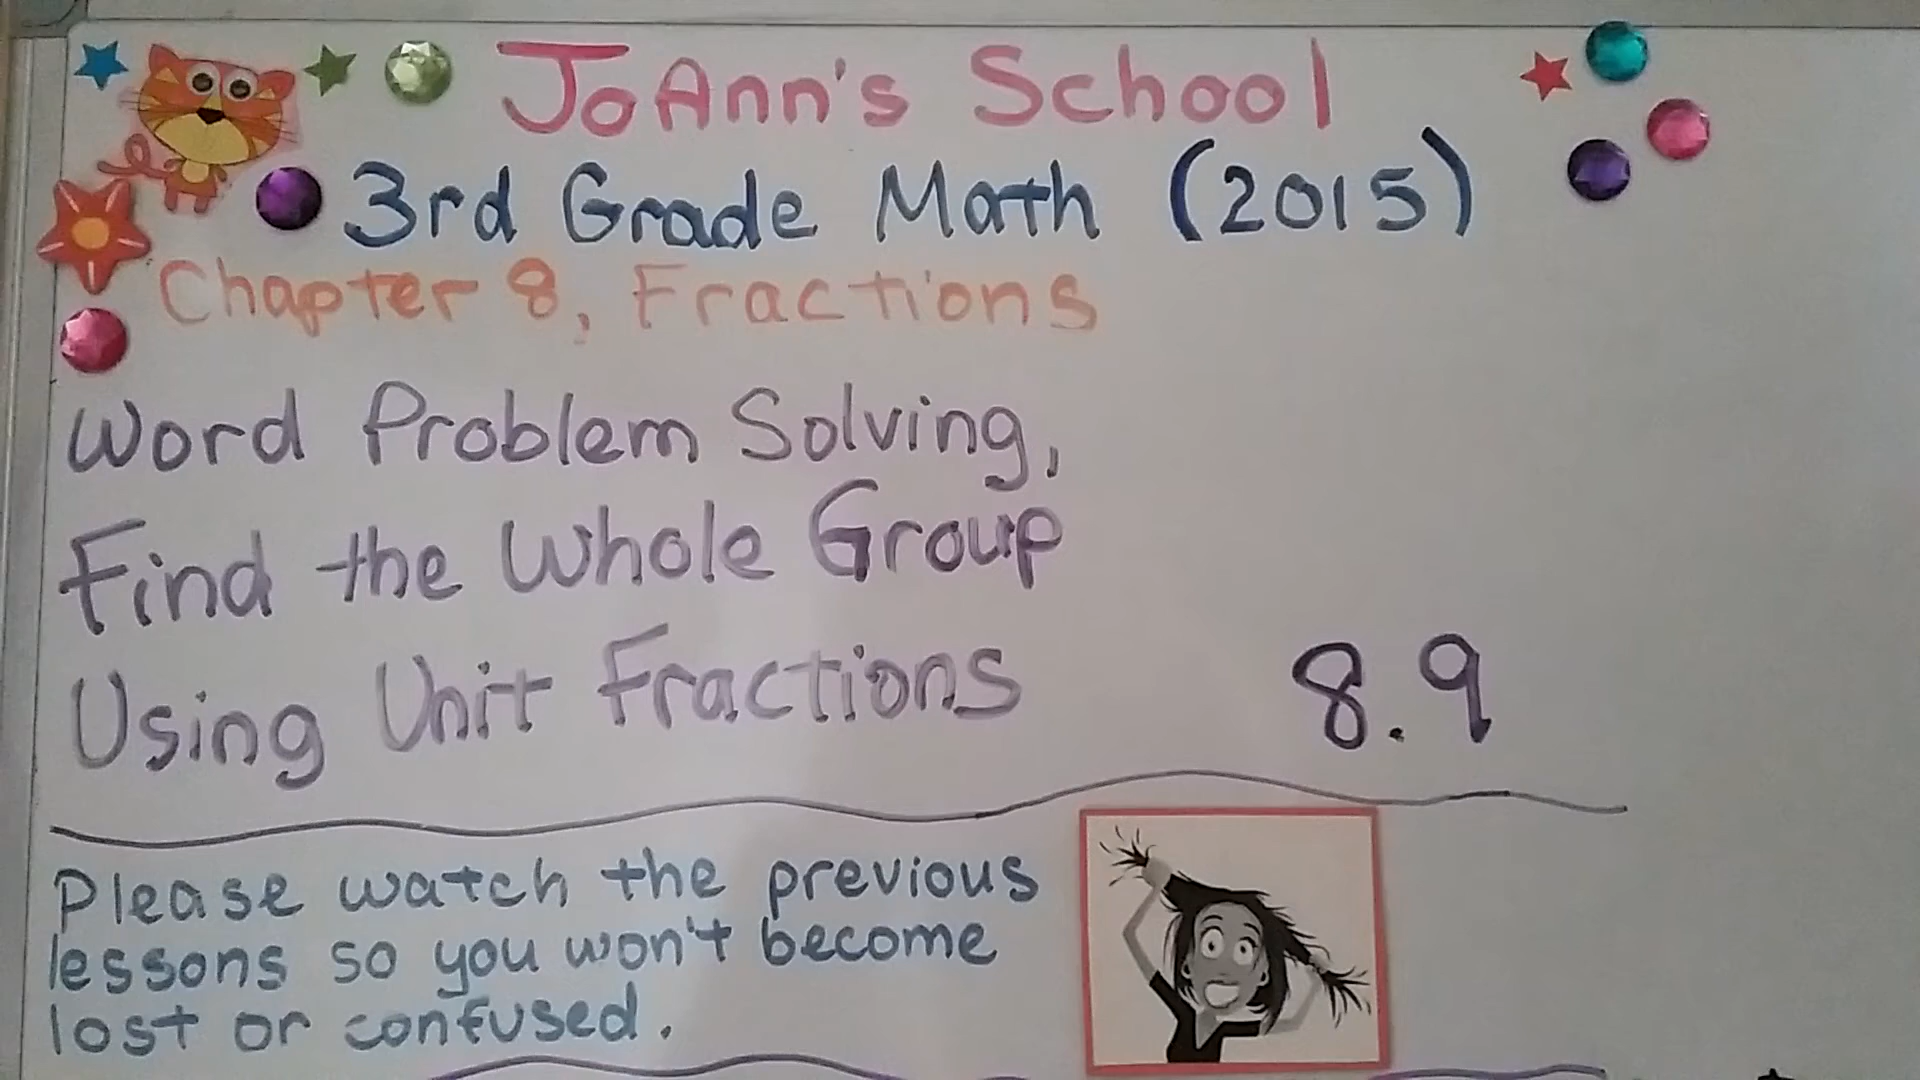 JoAnn's School
3rd Grade Math (2015)
Chapter 8, Fractions
Word Problem Solving,
Find the Whole Group
Using Unit Fractions 8.9
Please watch the previous
lessons so you won't become
lost or confused.